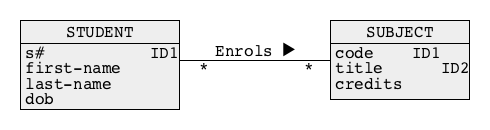 STUDENT
s# ID1
first-name
last-name
dob
Enrols ▶
* *
SUBJECT
code ID1
title ID2
credits